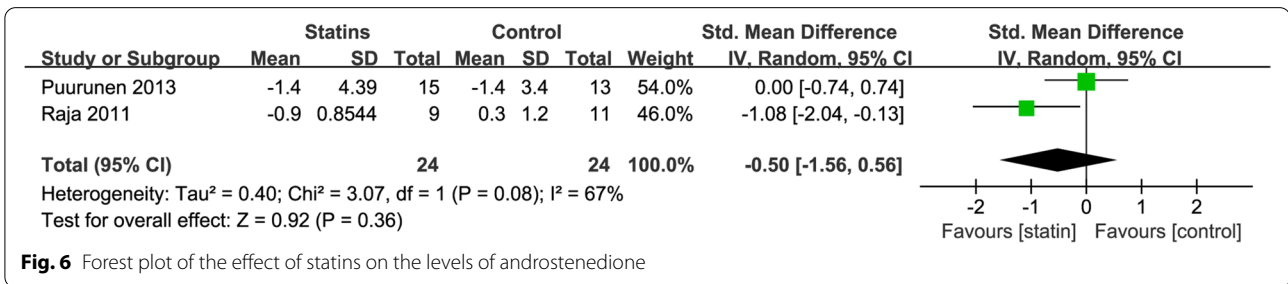 Statins Control Std. Mean Difference Std. Mean Difference
Study or Subgroup Mean SD Total Mean SD Total Weight IV, Random, 95% CI IV, Random, 95% CI
Puurunen 2013 -1.4 4.39 15 -1.4 3.4 13 54.0% 0.00 [-0.74, 0.74]
Raja 2011 -0.9 0.8544 9 0.3 1.2 11 46.0% -1.08 [-2.04, -0.13]
Total (95% CI) 24 24 100.0% -0.50 [-1.56, 0.56]
Heterogeneity: Tau² = 0.40; Chi² = 3.07, df = 1 (P = 0.08); I² = 67%
Test for overall effect: Z = 0.92 (P = 0.36)
-2 -1 0 1 2
Favours [statin] Favours [control]
Fig. 6 Forest plot of the effect of statins on the levels of androstenedione